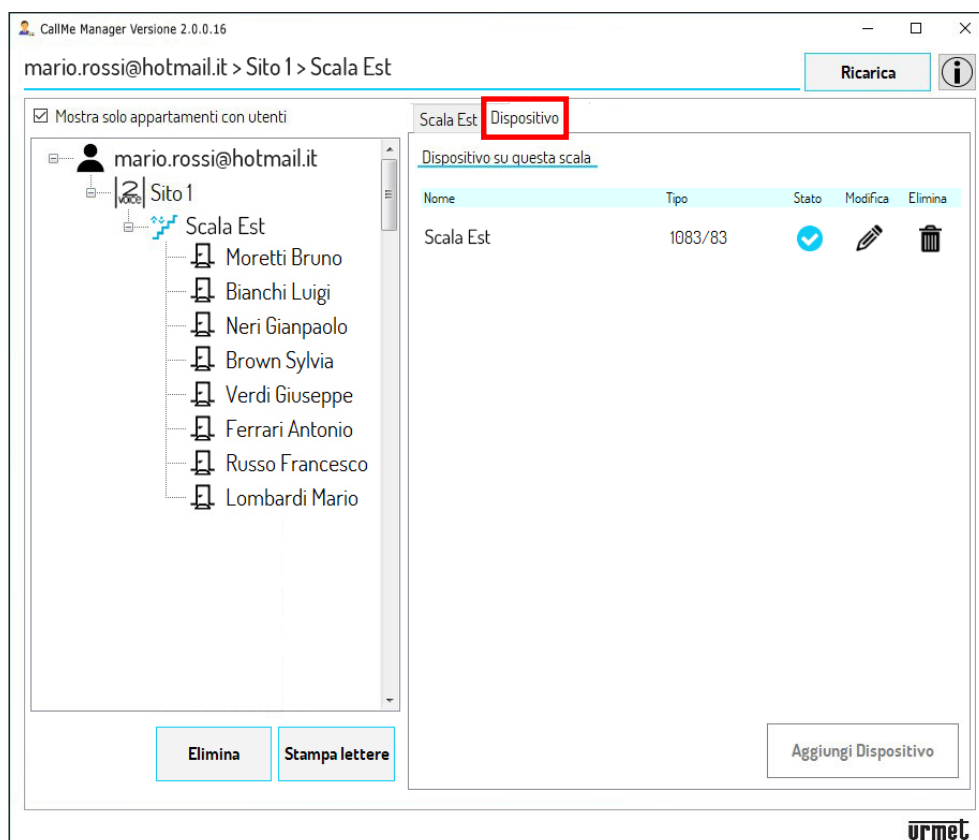 CallMe Manager Versione 2.0.0.16
mario.rossi@hotmail.it > Sito 1 > Scala Est
Ricarica
Mostra solo appartamenti con utenti
mario.rossi@hotmail.it
2 VOICE Sito 1
Scala Est
Moretti Bruno
Bianchi Luigi
Neri Gianpaolo
Brown Sylvia
Verdi Giuseppe
Ferrari Antonio
Russo Francesco
Lombardi Mario
Elimina Stampa lettere
Scala Est Dispositivo
Dispositivo su questa scala
Nome Tipo Stato Modifica Elimina
Scala Est 1083/83
Aggiungi Dispositivo
urmet